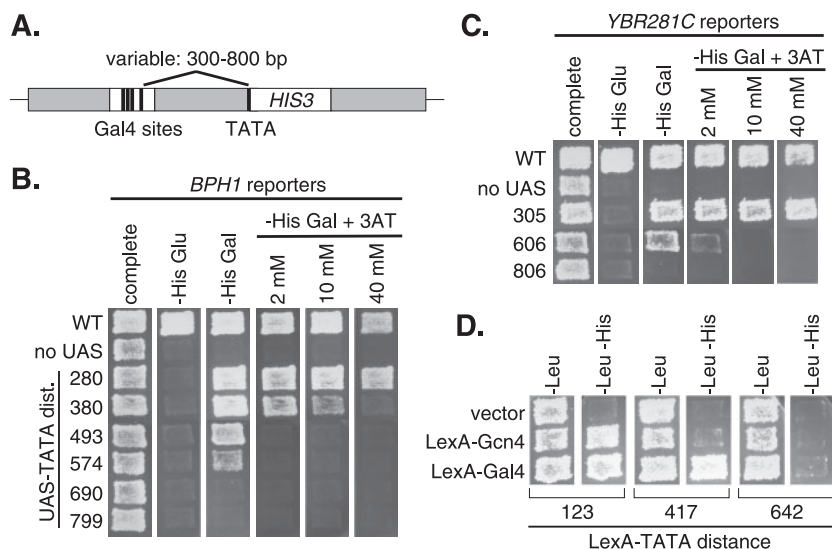 A.
variable: 300-800 bp
HIS3
Gal4 sites
TATA
B.
BPH1 reporters
-His Gal + 3AT
complete
-His Glu
-His Gal
2 mM
10 mM
40 mM
WT
no UAS
UAS-TATA dist.
280
380
493
574
690
799
C.
YBR281C reporters
-His Gal + 3AT
complete
-His Glu
-His Gal
2 mM
10 mM
40 mM
WT
no UAS
305
606
806
D.
-Leu
-Leu -His
-Leu
-Leu -His
-Leu
-Leu -His
vector
LexA-Gcn4
LexA-Gal4
123
417
642
LexA-TATA distance